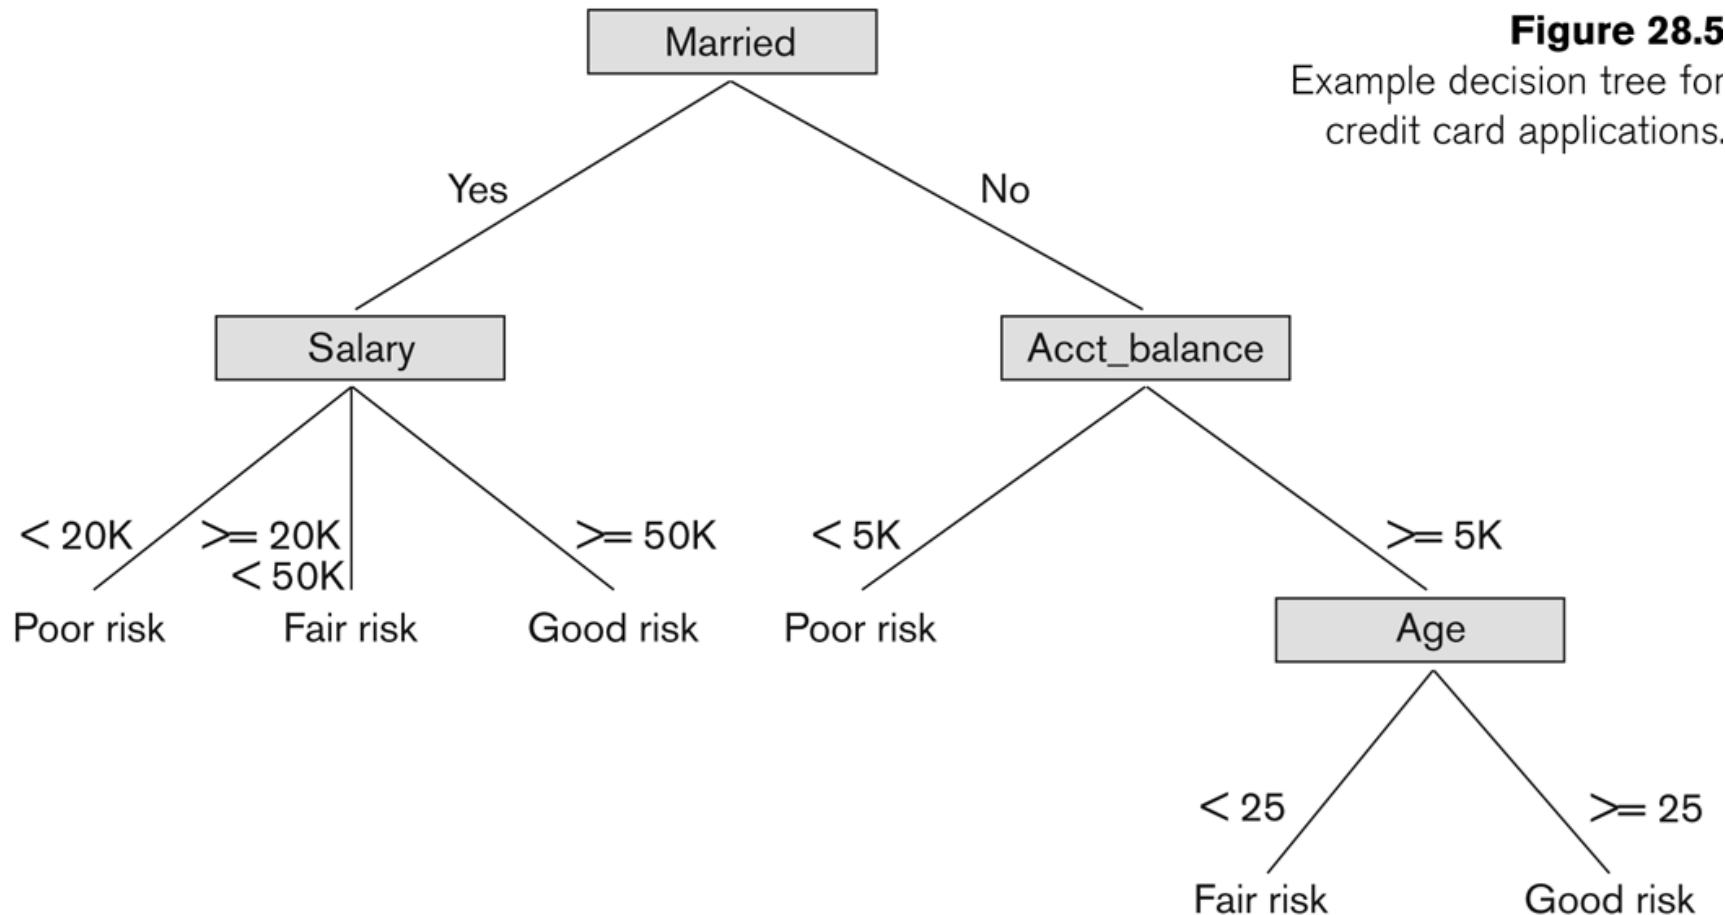 Married
Figure 28.5
Example decision tree for
credit card applications.
Yes
No
Salary
Acct_balance
< 20K
>= 20K
< 50K
>= 50K
< 5K
>= 5K
Poor risk
Fair risk
Good risk
Poor risk
Age
< 25
>= 25
Fair risk
Good risk